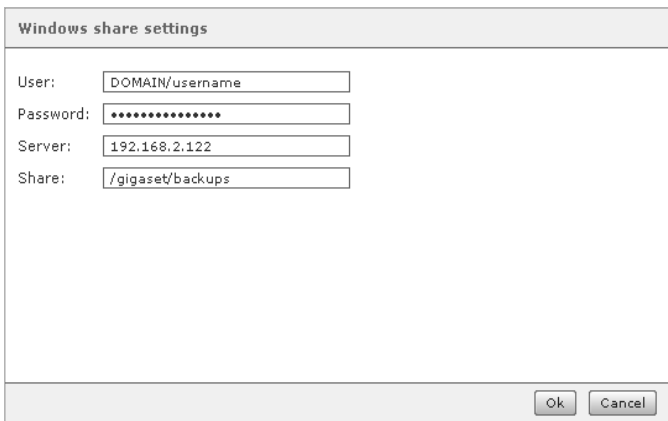 Windows share settings
User: DOMAIN/username
Password: •••••••••••••••
Server: 192.168.2.122
Share: /gigaset/backups
Ok Cancel